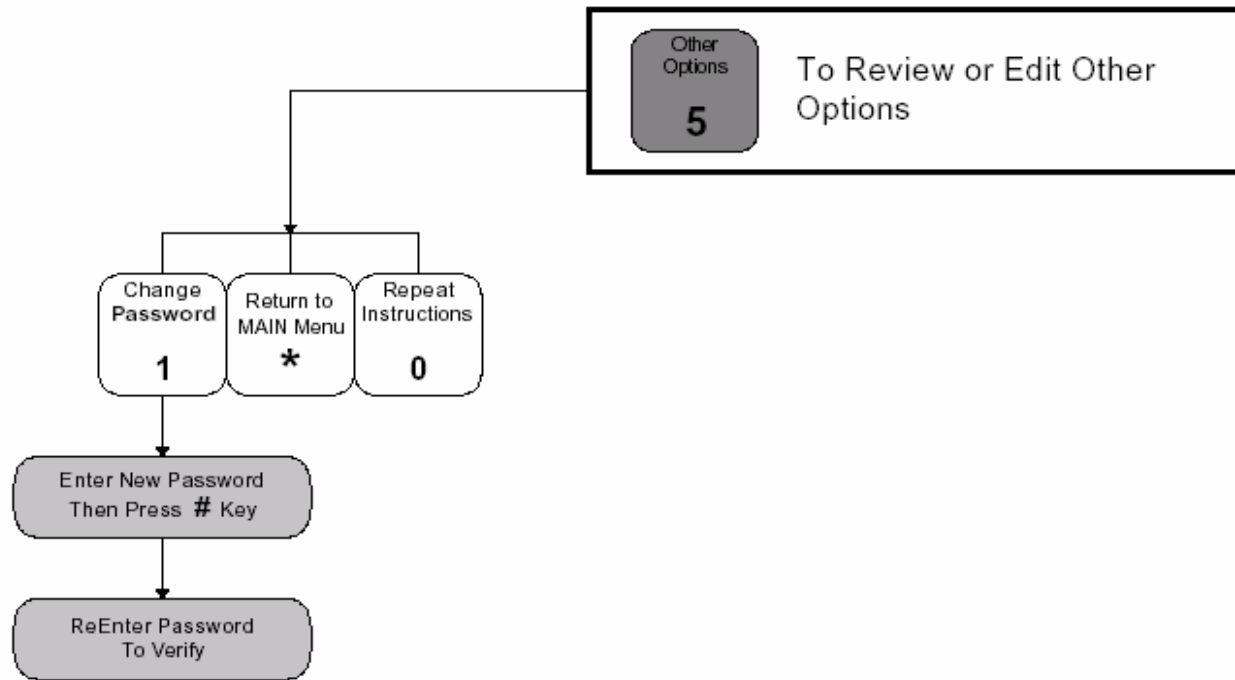 Other
Options
5
To Review or Edit Other
Options
Change
Password
1
Return to
MAIN Menu
*
Repeat
Instructions
0
Enter New Password
Then Press # Key
ReEnter Password
To Verify